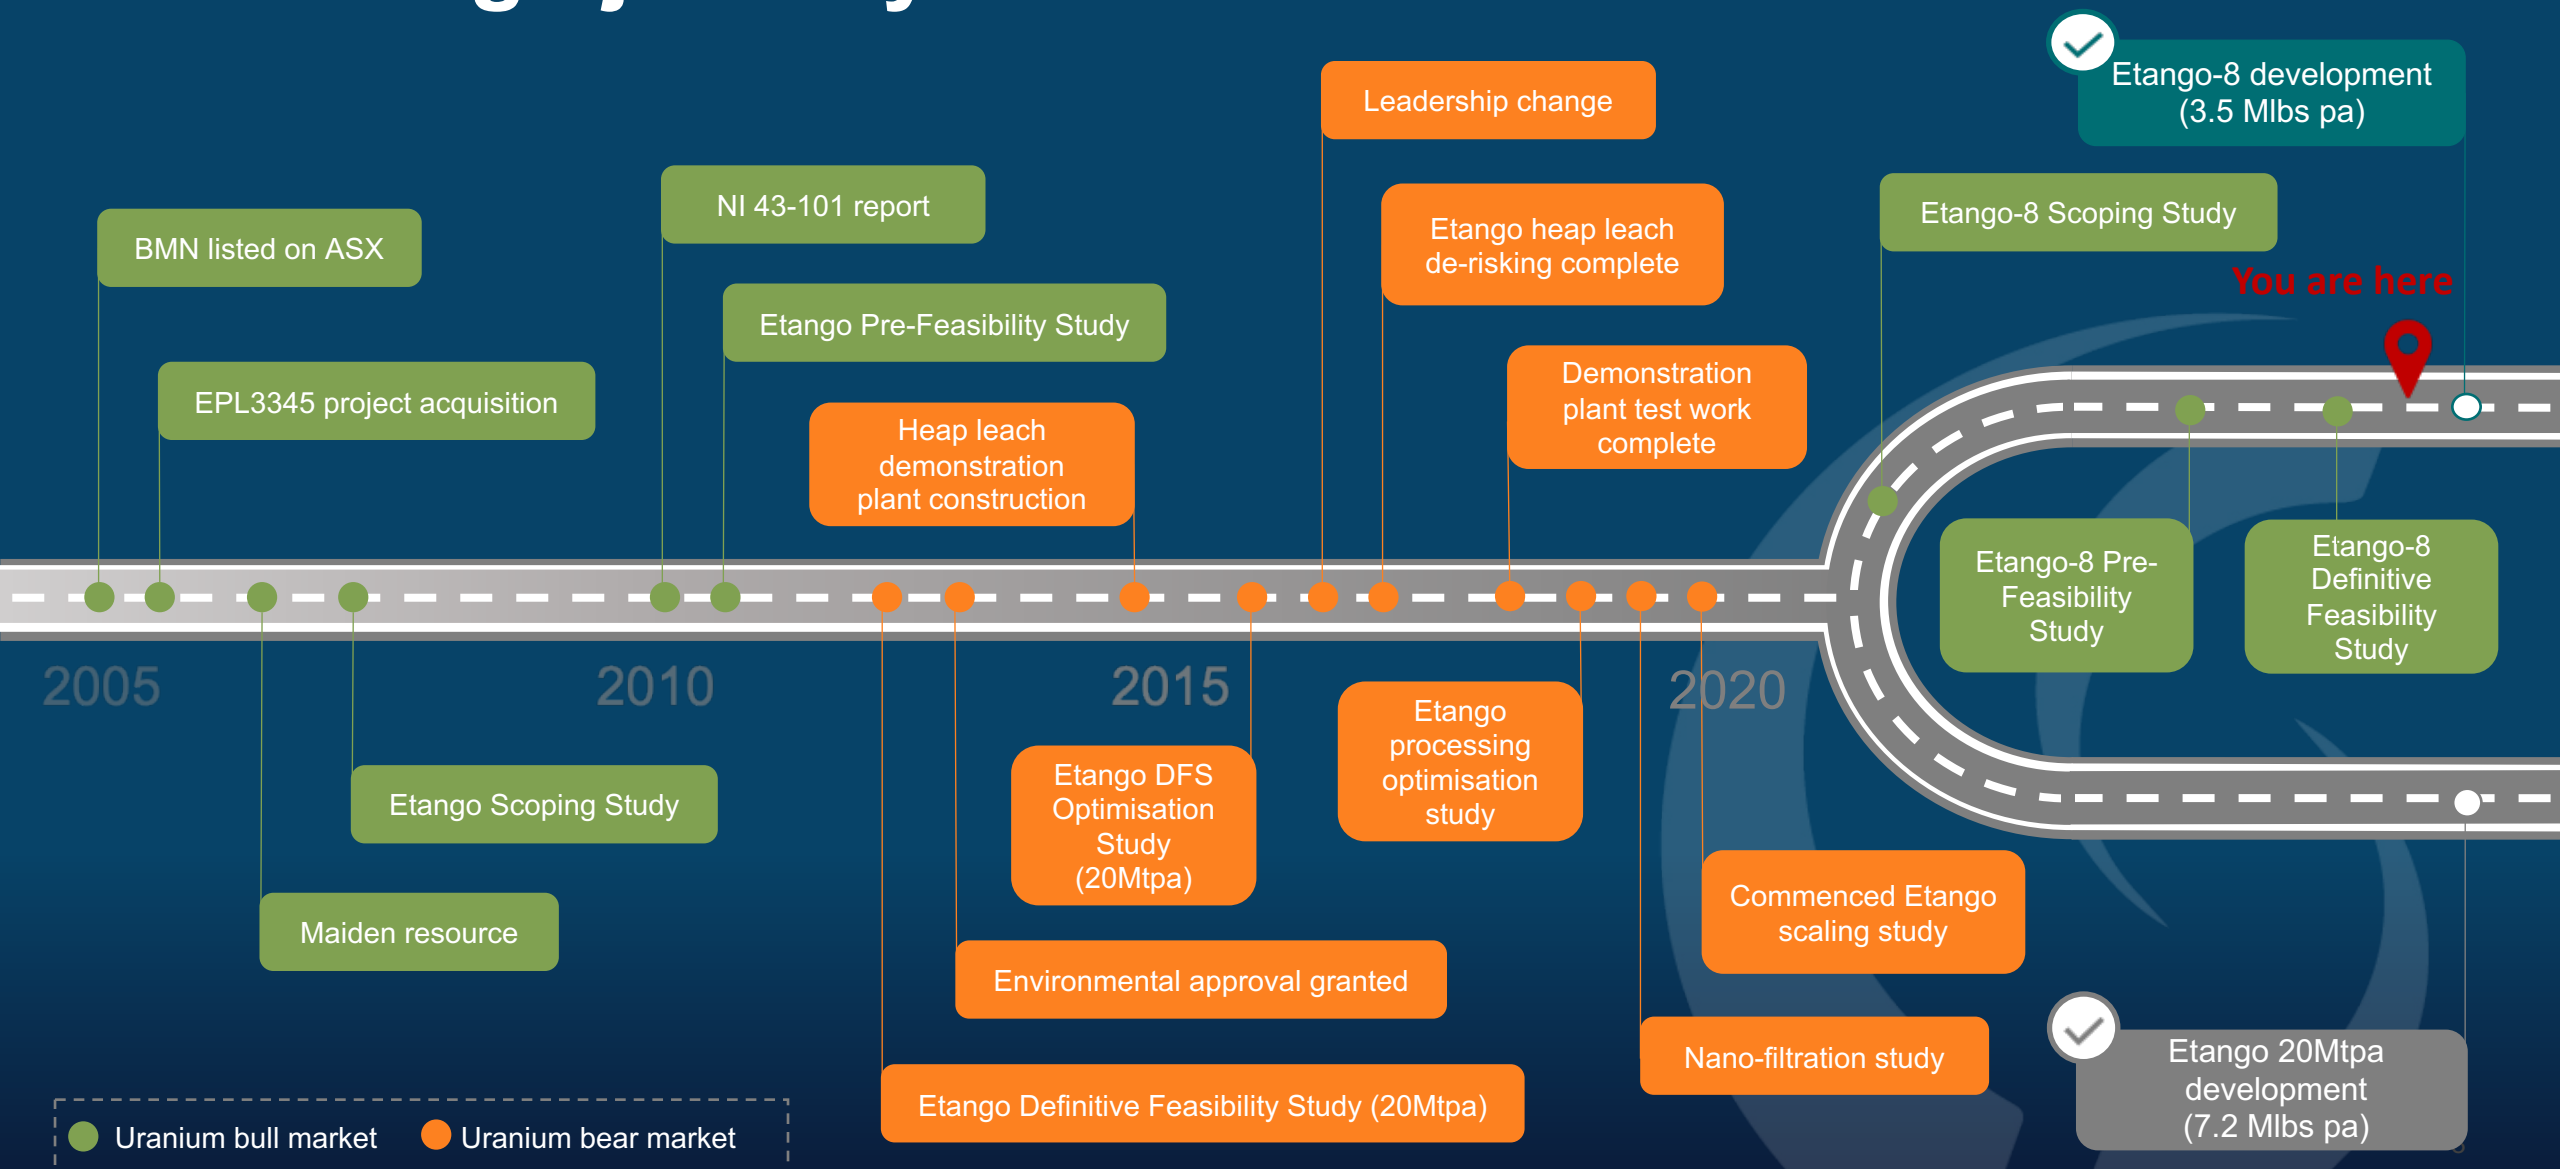 Etango-8 development
(3.5 Mlbs pa)
Leadership change
NI 43-101 report
Etango-8 Scoping Study
BMN listed on ASX
Etango heap leach
de-risking complete
You are here
Etango Pre-Feasibility Study
EPL3345 project acquisition
Demonstration
plant test work
complete
Heap leach
demonstration
plant construction
Etango-8 Pre-
Feasibility
Study
Etango-8
Definitive
Feasibility
Study
2005
2010
2015
2020
Etango
processing
optimisation
study
Etango DFS
Optimisation
Study
(20Mtpa)
Etango Scoping Study
Commenced Etango
scaling study
Maiden resource
Environmental approval granted
Nano-filtration study
Etango 20Mtpa
development
(7.2 Mlbs pa)
Etango Definitive Feasibility Study (20Mtpa)
Uranium bull market
Uranium bear market